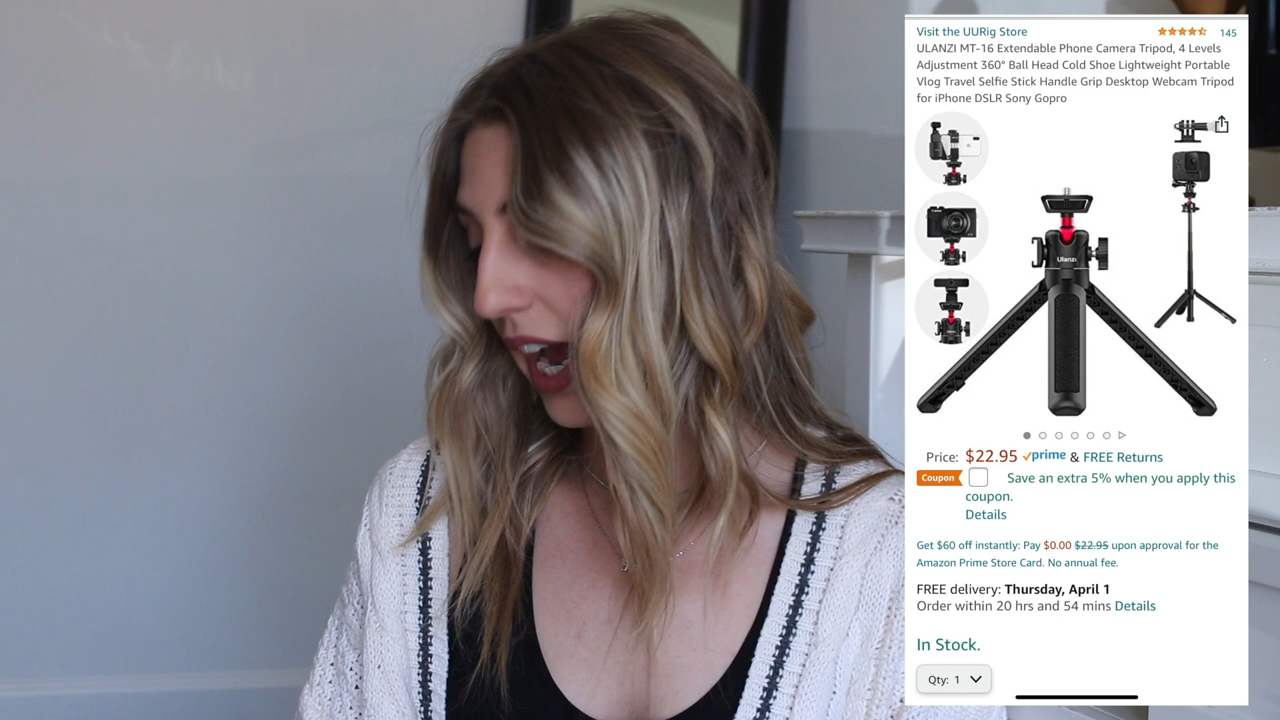 Visit the UURig Store
145
ULANZI MT-16 Extendable Phone Camera Tripod, 4 Levels
Adjustment 360° Ball Head Cold Shoe Lightweight Portable
Vlog Travel Selfie Stick Handle Grip Desktop Webcam Tripod
for iPhone DSLR Sony Gopro
Ulanzi
Price: $22.95 prime & FREE Returns
Coupon Save an extra 5% when you apply this
coupon.
Details
Get $60 off instantly: Pay $0.00 $22.95 upon approval for the
Amazon Prime Store Card. No annual fee.
FREE delivery: Thursday, April 1
Order within 20 hrs and 54 mins Details
In Stock.
Qty: 1